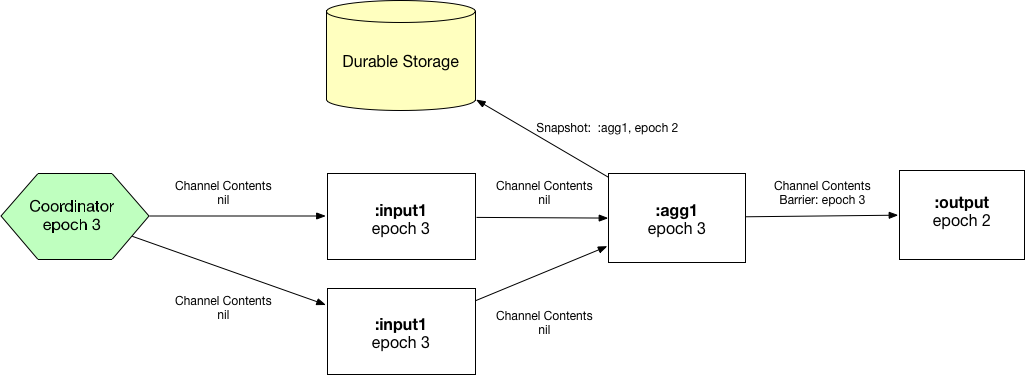 Durable Storage
Snapshot:  :agg1, epoch 2
Coordinator
epoch 3
Channel Contents
nil
:input1
epoch 3
Channel Contents
nil
:agg1
epoch 3
Channel Contents
Barrier: epoch 3
:output
epoch 2
Channel Contents
nil
:input1
epoch 3
Channel Contents
nil